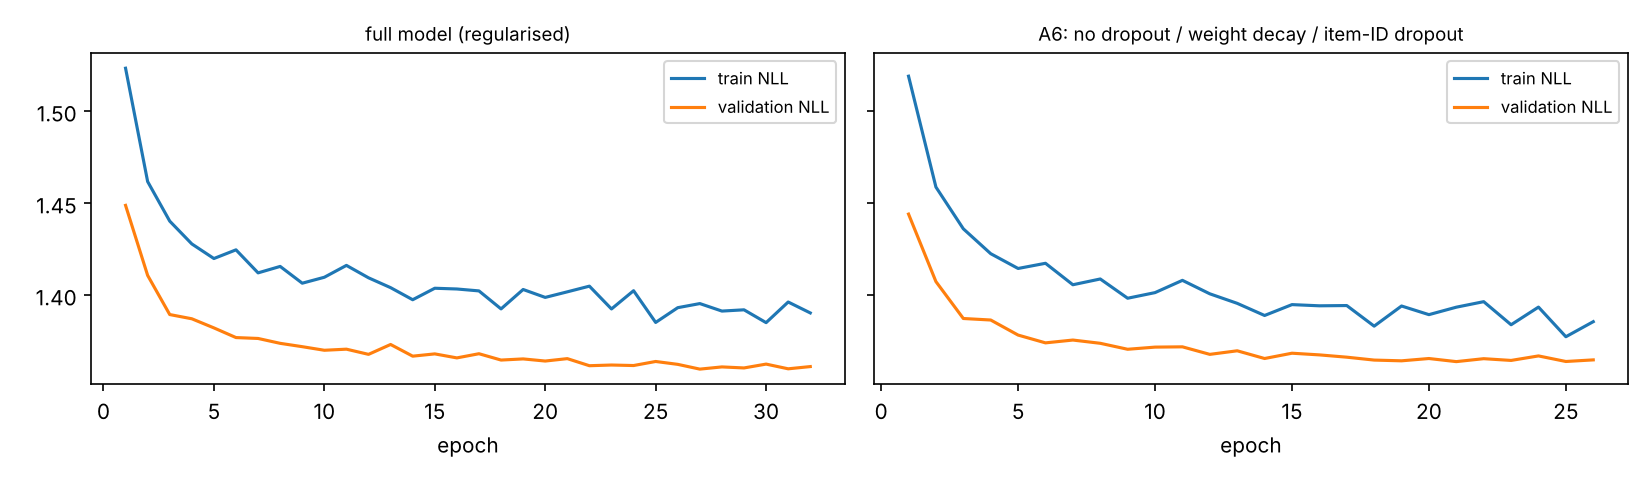 full model (regularised)
train NLL
validation NLL
1.50
1.45
1.40
0 5 10 15 20 25 30
epoch
A6: no dropout / weight decay / item-ID dropout
train NLL
validation NLL
0 5 10 15 20 25
epoch